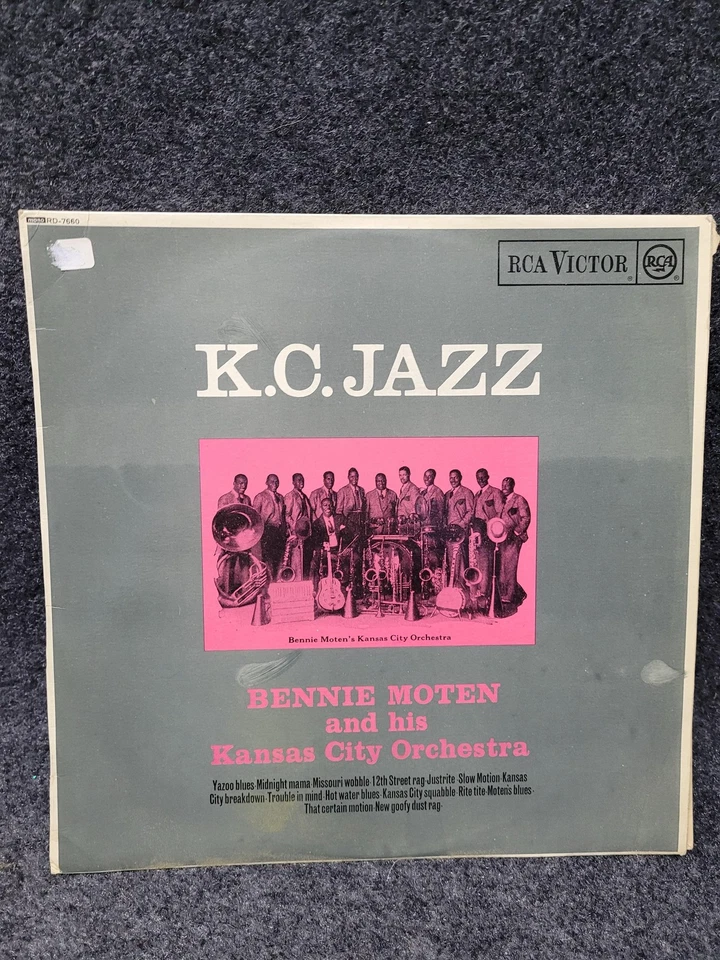 mono RD-7660
RCA VICTOR RCA
® ®
K.C. JAZZ
Bennie Moten's Kansas City Orchestra
BENNIE MOTEN
and his
Kansas City Orchestra
Yazoo blues·Midnight mama·Missouri wobble·12th Street rag·Justrite·Slow Motion·Kansas
City breakdown·Trouble in mind·Hot water blues·Kansas City squabble·Rite tite·Moten's blues·
That certain motion·New goofy dust rag·